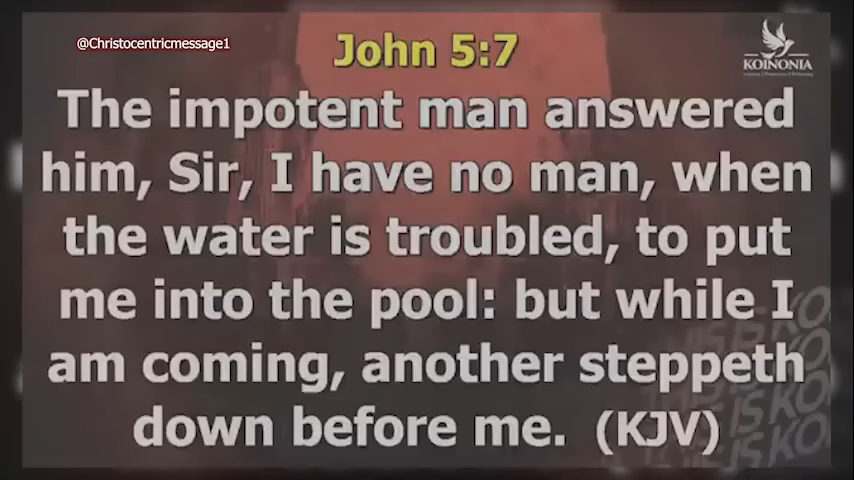 @Christocentricmessage1
John 5:7
KOINONIA
The impotent man answered
him, Sir, I have no man, when
the water is troubled, to put
me into the pool: but while I
am coming, another steppeth
down before me. (KJV)